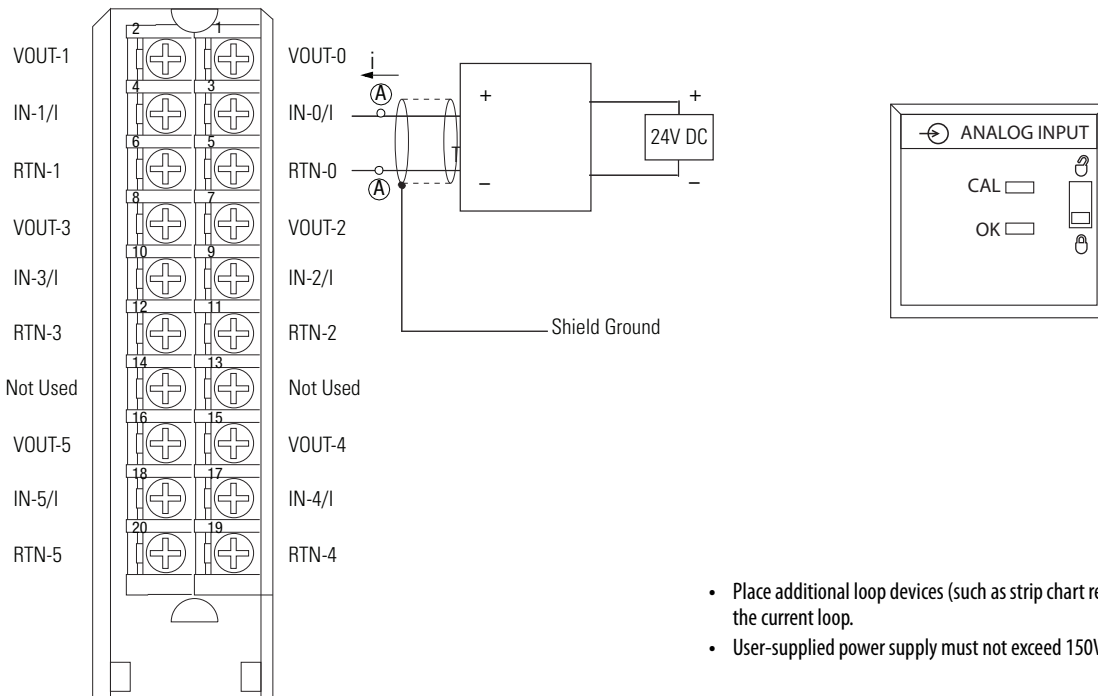 2 1
VOUT-1 VOUT-0 i
4 3 A + +
IN-1/I IN-0/I 24V DC ANALOG INPUT
6 5 T
RTN-1 RTN-0 A – – CAL
8 7
VOUT-3 VOUT-2 OK
10 9
IN-3/I IN-2/I
12 11
RTN-3 RTN-2 Shield Ground
14 13
Not Used Not Used
16 15
VOUT-5 VOUT-4
18 17
IN-5/I IN-4/I
20 19
RTN-5 RTN-4
• Place additional loop devices (such as strip chart
the current loop.
• User-supplied power supply must not exceed 150V